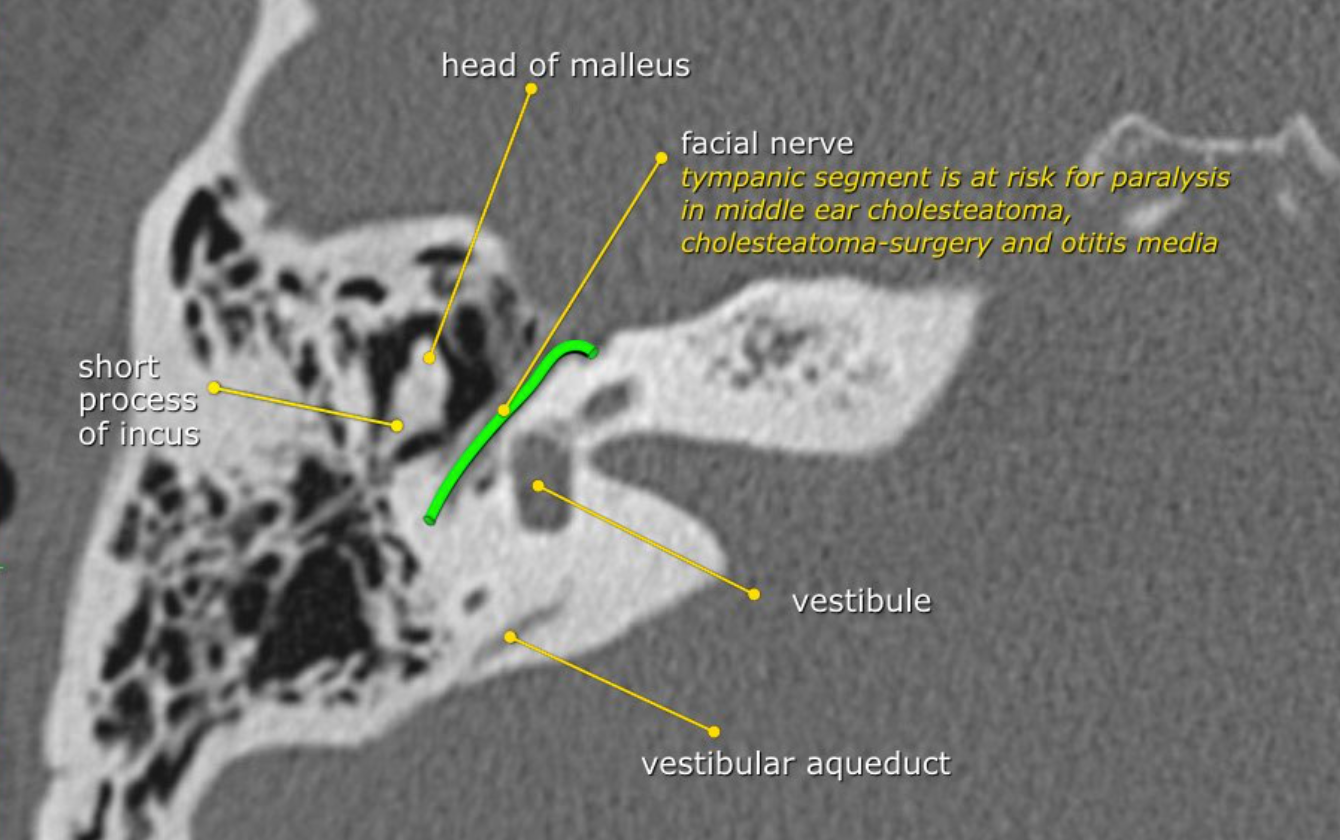 head of malleus
facial nerve
tympanic segment is at risk for paralysis
in middle ear cholesteatoma,
cholesteatoma-surgery and otitis media
short
process
of incus
vestibule
vestibular aqueduct